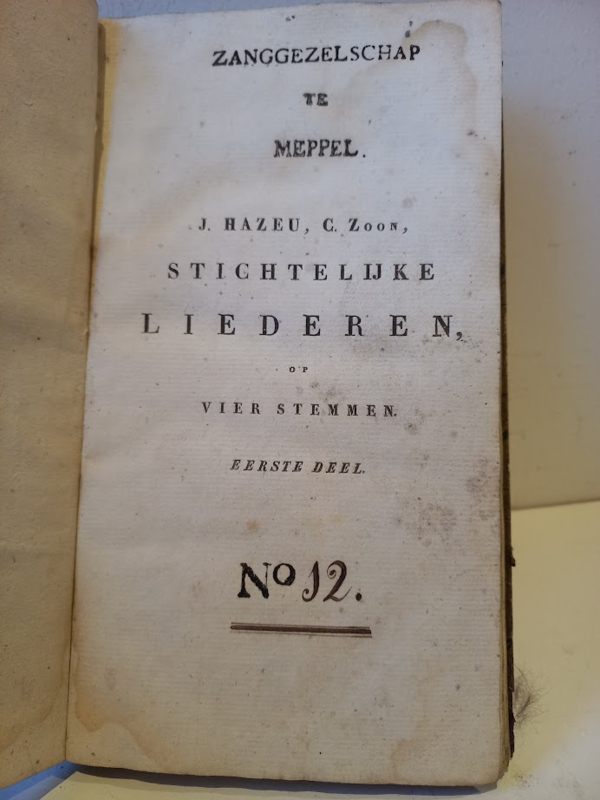 ZANGGEZELSCHAP
TE
MEPPEL.
J. HAZEU, C. ZOON,
STICHTELIJKE
LIEDEREN,
OP
VIER STEMMEN.
EERSTE DEEL.
No 12.